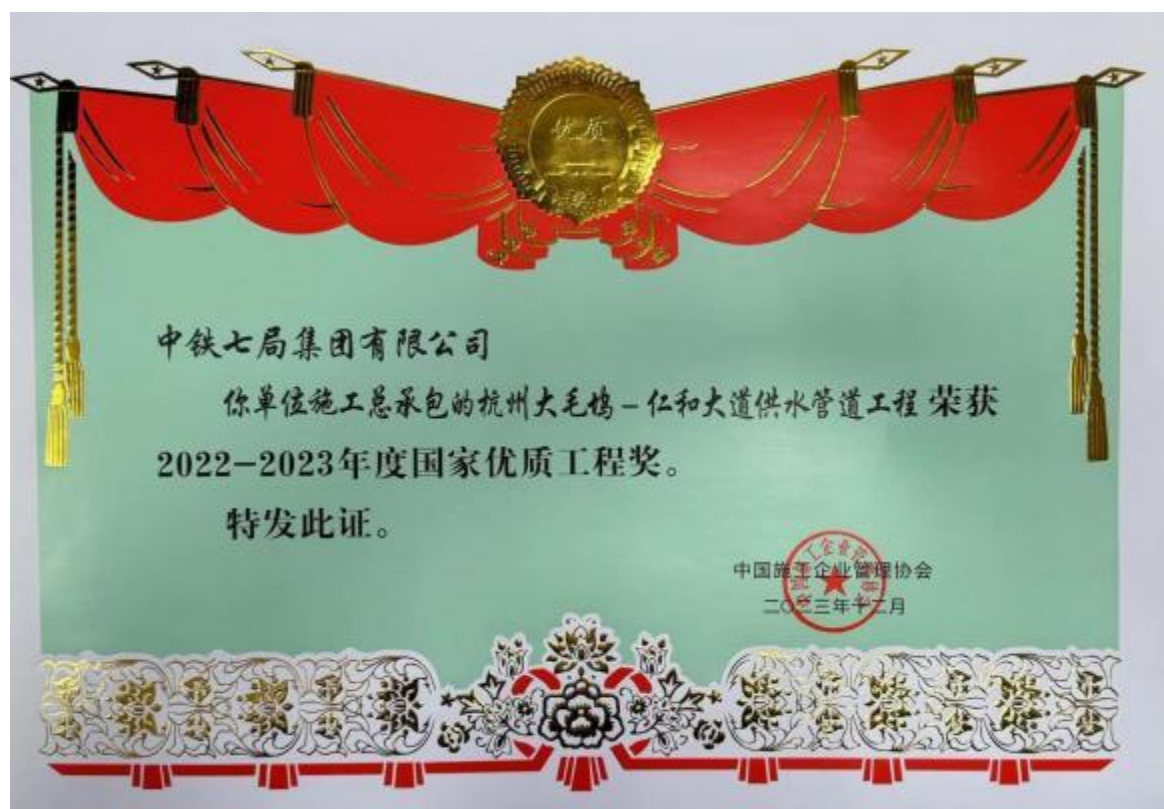 优质
奖
中铁七局集团有限公司
你单位施工总承包的杭州大毛坞-仁和大道供水管道工程 荣获
2022-2023年度国家优质工程奖。
特发此证。
中国施工企业管理协会
二〇二三年十二月